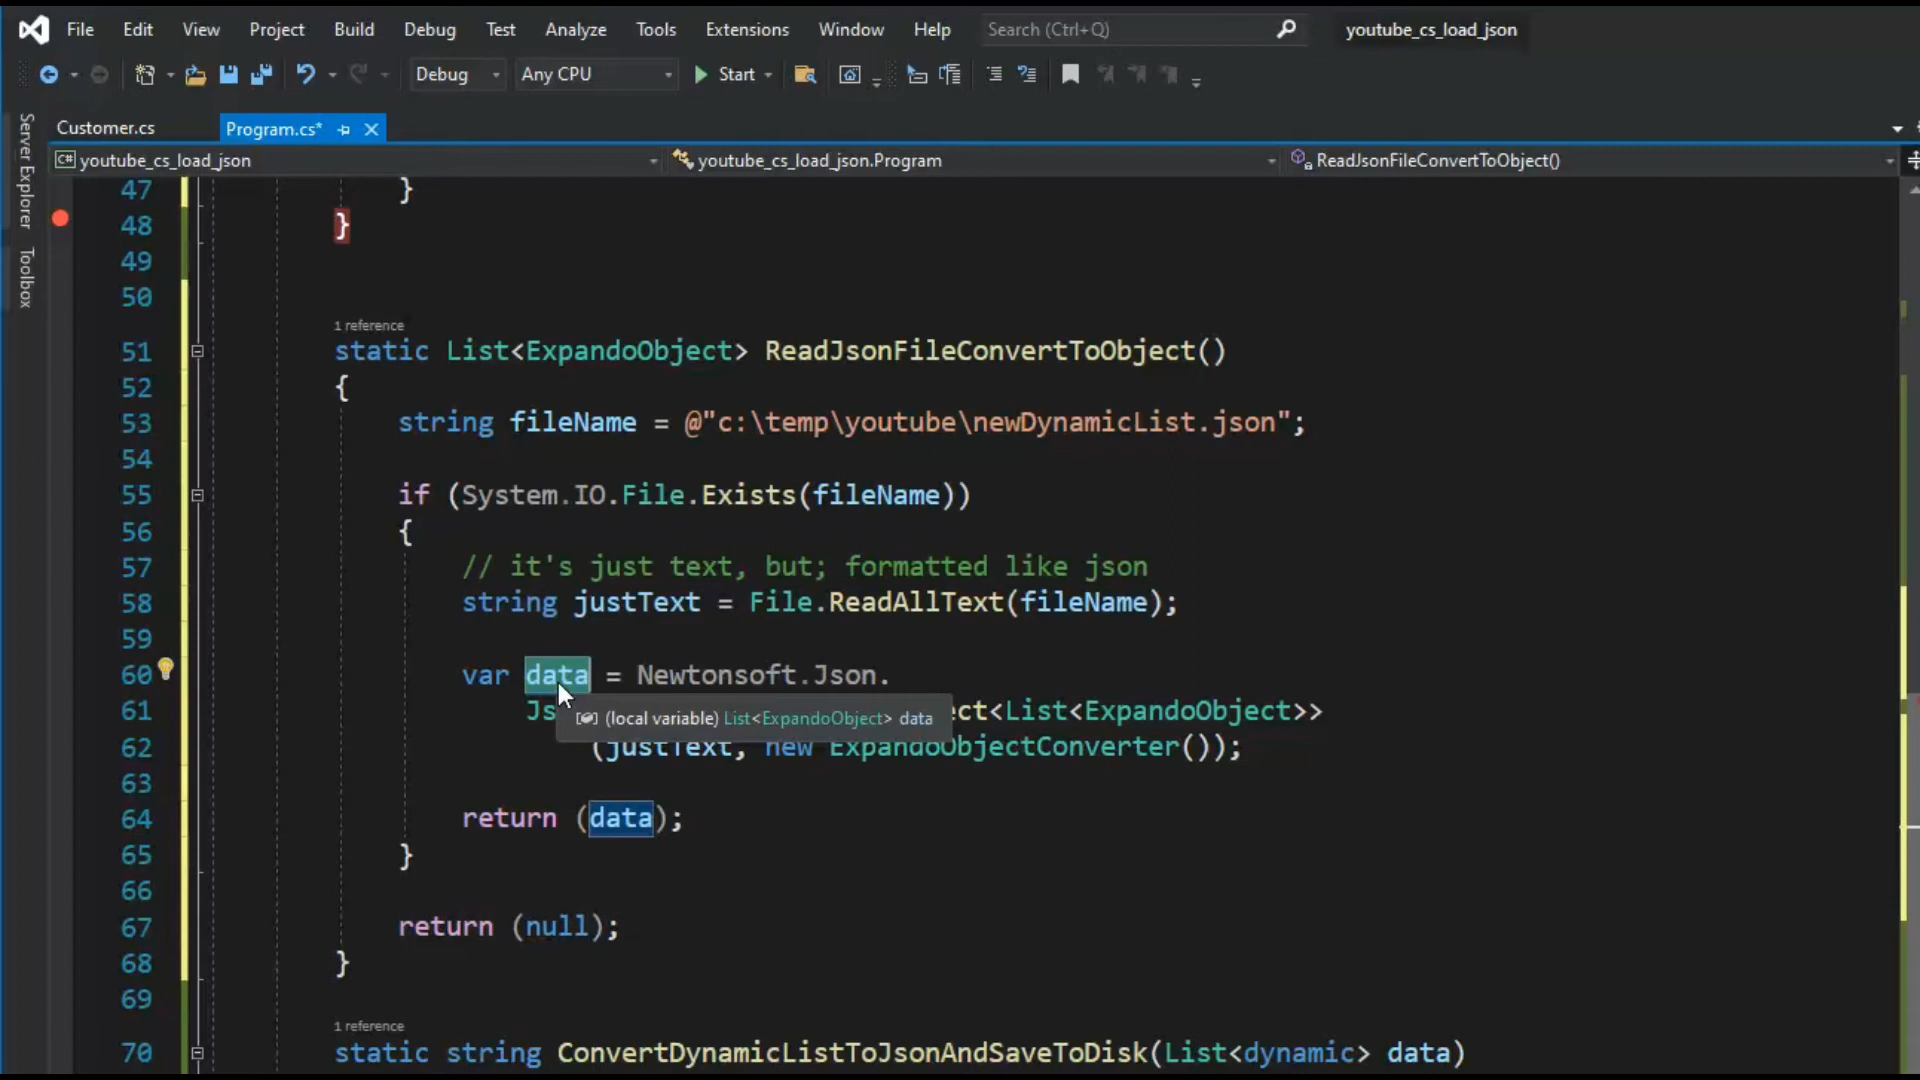 File Edit View Project Build Debug Test Analyze Tools Extensions Window Help Search (Ctrl+Q) youtube_cs_load_json
Debug Any CPU Start
Server Explorer
Toolbox
Customer.cs Program.cs*
C# youtube_cs_load_json youtube_cs_load_json.Program ReadJsonFileConvertToObject()
47 }
48 }
49
50
1 reference
51 static List<ExpandoObject> ReadJsonFileConvertToObject()
52 {
53 string fileName = @"c:\temp\youtube\newDynamicList.json";
54
55 if (System.IO.File.Exists(fileName))
56 {
57 // it's just text, but; formatted like json
58 string justText = File.ReadAllText(fileName);
59
60 var data = Newtonsoft.Json.
61 Js ect<List<ExpandoObject>>
(local variable) List<ExpandoObject> data
62 (justText, new ExpandoObjectConverter());
63
64 return (data);
65 }
66
67 return (null);
68 }
69
1 reference
70 static string ConvertDynamicListToJsonAndSaveToDisk(List<dynamic> data)